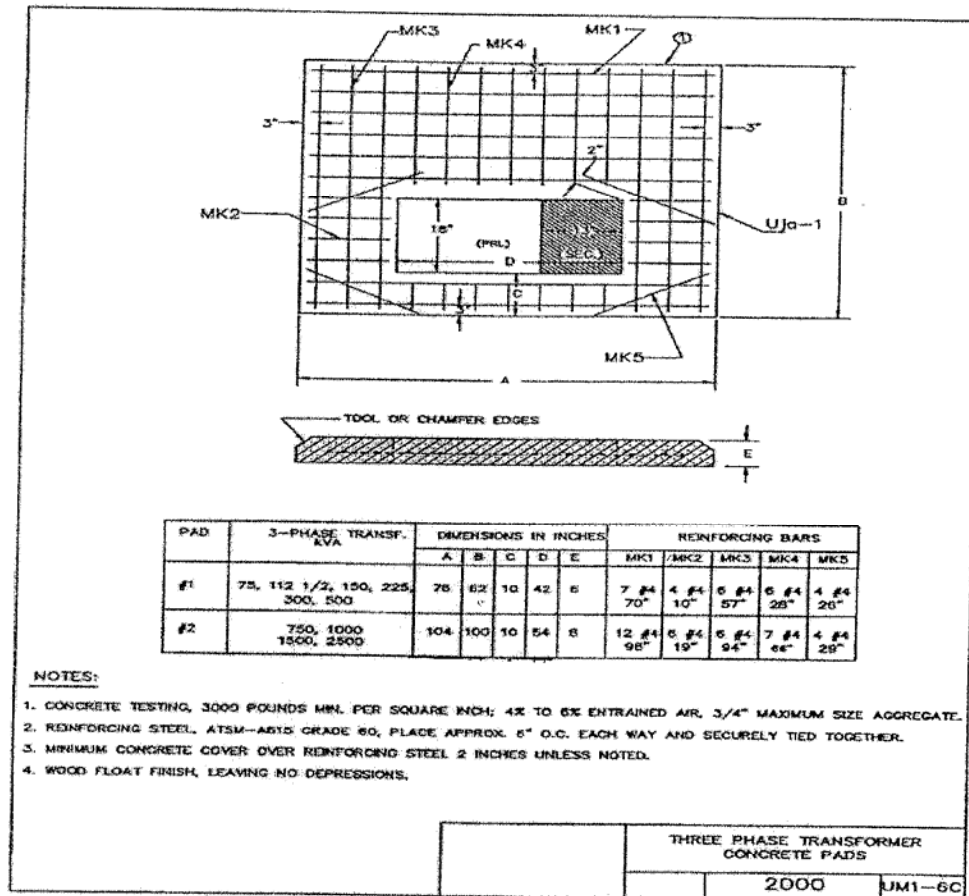 MK3
MK4
MK1
1
3"
3"
2"
MK2
18"
13"
(PRI.)
(SEC.)
D
B
UJa-1
C
3"
MK5
A
TOOL OR CHAMFER EDGES
E
PAD 3-PHASE TRANSF. KVA DIMENSIONS IN INCHES REINFORCING BARS
A B C D E MK1 MK2 MK3 MK4 MK5
#1 75, 112 1/2, 150, 225, 300, 500 76 62 10 42 6 7 #4 70" 4 #4 10" 6 #4 57" 6 #4 28" 4 #4 26"
#2 750, 1000 1500, 2500 104 100 10 54 8 12 #4 98" 6 #4 19" 6 #4 94" 7 #4 4 #4 29"
NOTES:
1. CONCRETE TESTING, 3000 POUNDS MIN. PER SQUARE INCH; 4% TO 6% ENTRAINED AIR, 3/4" MAXIMUM SIZE AGGREGATE.
2. REINFORCING STEEL, ATSM-A615 GRADE 60, PLACE APPROX. 6" O.C. EACH WAY AND SECURELY TIED TOGETHER.
3. MINIMUM CONCRETE COVER OVER REINFORCING STEEL 2 INCHES UNLESS NOTED.
4. WOOD FLOAT FINISH, LEAVING NO DEPRESSIONS.
THREE PHASE TRANSFORMER
CONCRETE PADS
2000 UM1-6C